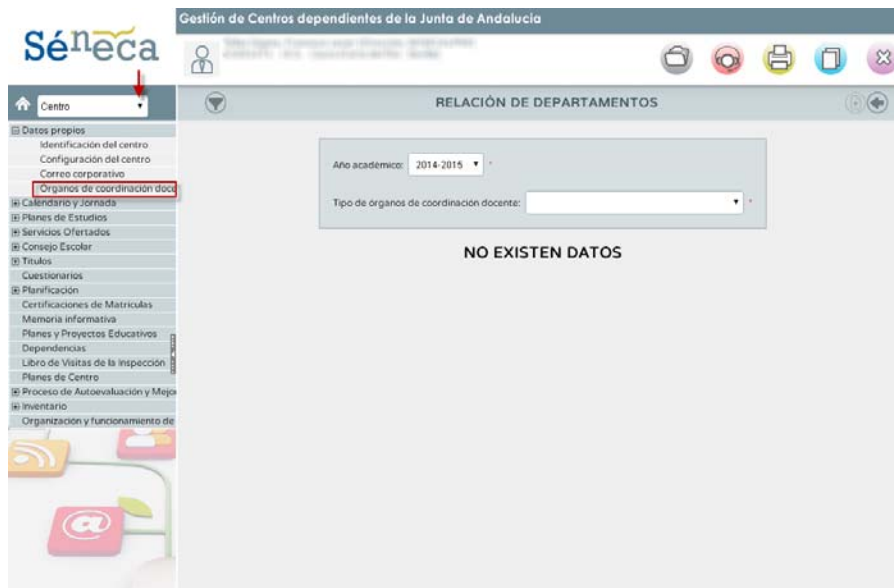 Gestión de Centros dependientes de la Junta de Andalucia
Séneca
Centro
RELACIÓN DE DEPARTAMENTOS
Datos propios
Identificación del centro
Configuración del centro
Correo corporativo
Órganos de coordinación doce
Calendario y Jornada
Planes de Estudios
Servicios Ofertados
Consejo Escolar
Títulos
Cuestionarios
Planificación
Certificaciones de Matrículas
Memoria informativa
Planes y Proyectos Educativos
Dependencias
Libro de Visitas de la Inspección
Planes de Centro
Proceso de Autoevaluación y Mejo
Inventario
Organización y funcionamiento de
Año académico: 2014-2015 *
Tipo de órganos de coordinación docente: *
NO EXISTEN DATOS